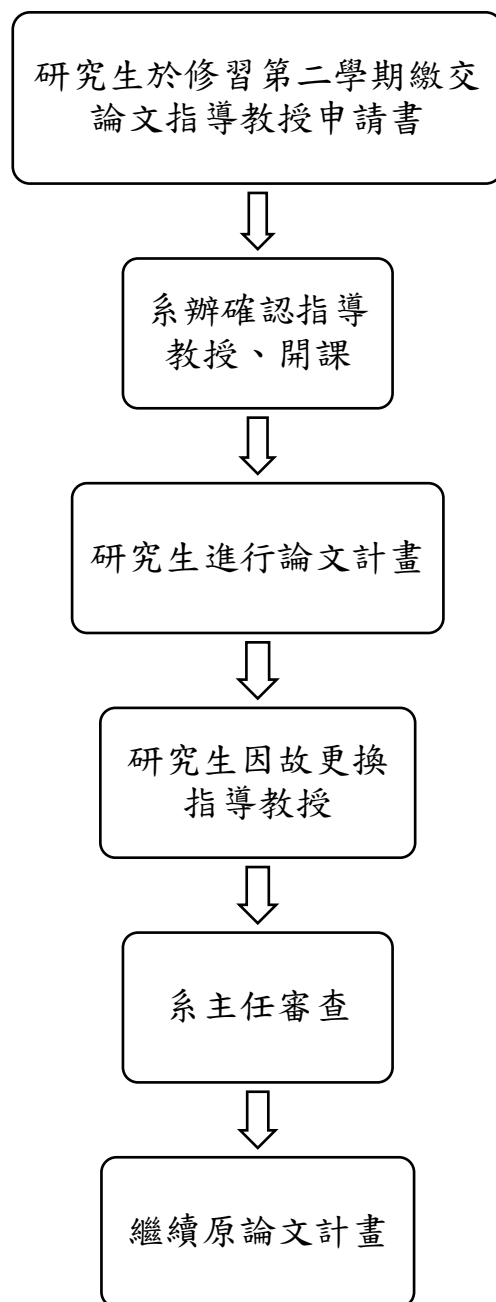 研究生於修習第二學期繳交
論文指導教授申請書
系辦確認指導
教授、開課
研究生進行論文計畫
研究生因故更換
指導教授
系主任審查
繼續原論文計畫